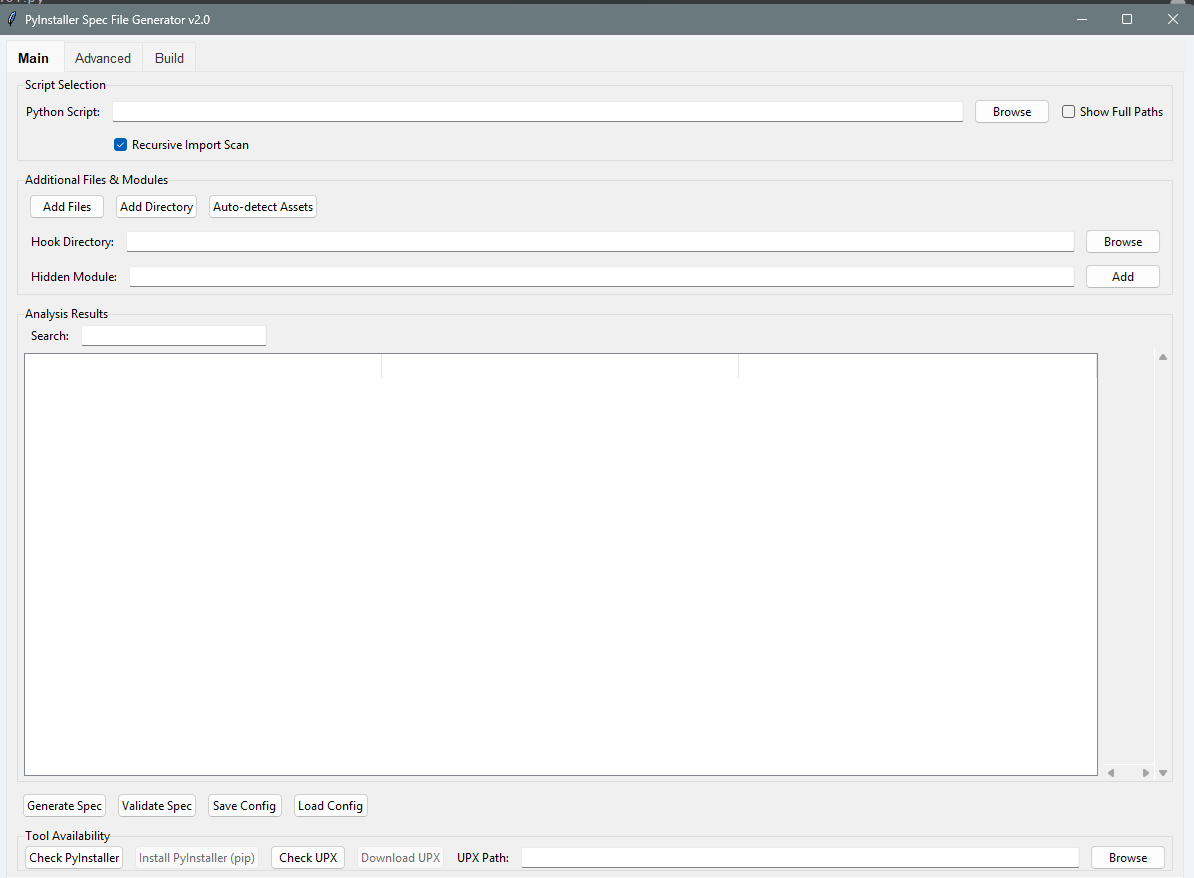 PyInstaller Spec File Generator v2.0
Main Advanced Build
Script Selection
Python Script: Browse Show Full Paths
Recursive Import Scan
Additional Files & Modules
Add Files Add Directory Auto-detect Assets
Hook Directory: Browse
Hidden Module: Add
Analysis Results
Search:
Generate Spec Validate Spec Save Config Load Config
Tool Availability
Check PyInstaller Install PyInstaller (pip) Check UPX Download UPX UPX Path: Browse